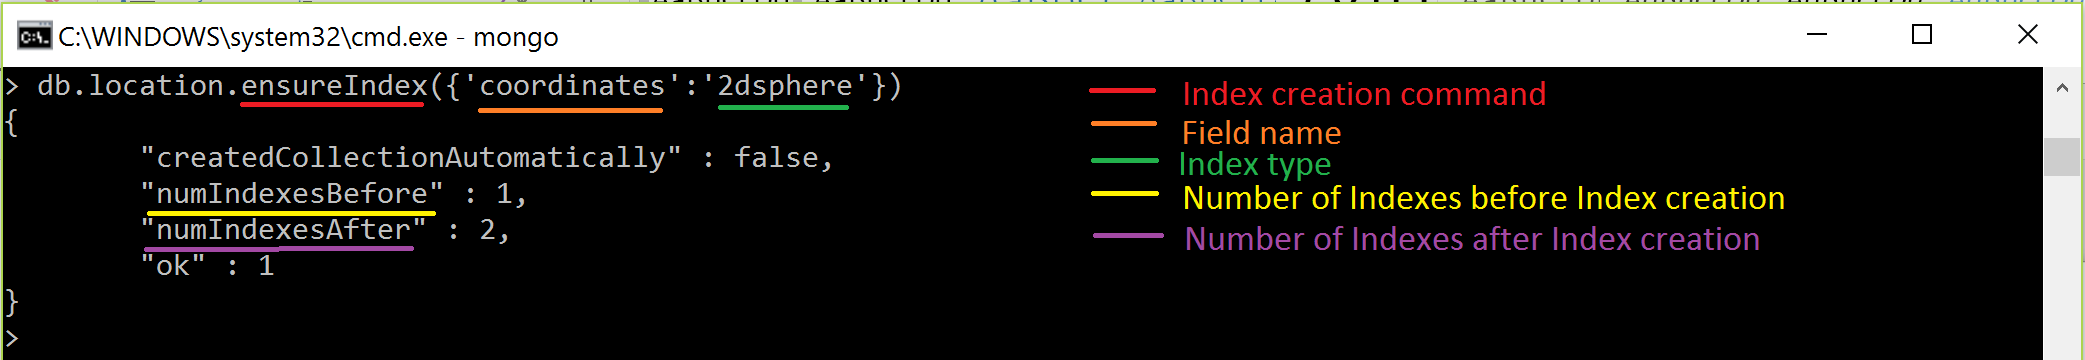 C:\WINDOWS\system32\cmd.exe - mongo
> db.location.ensureIndex({'coordinates':'2dsphere'})
{
"createdCollectionAutomatically" : false,
"numIndexesBefore" : 1,
"numIndexesAfter" : 2,
"ok" : 1
}
>
Index creation command
Field name
Index type
Number of Indexes before Index creation
Number of Indexes after Index creation